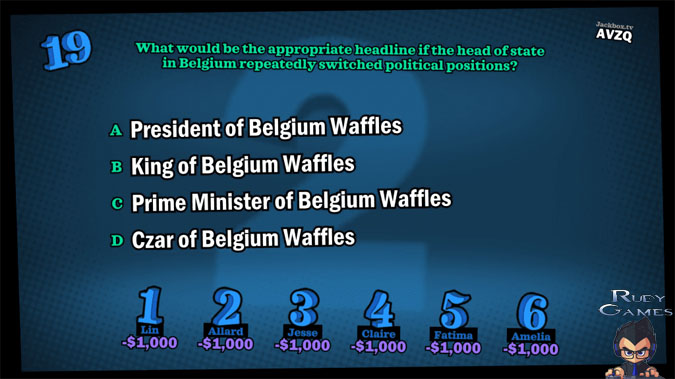 19
Jackbox.tv
AVZQ
What would be the appropriate headline if the head of state
in Belgium repeatedly switched political positions?
A President of Belgium Waffles
B King of Belgium Waffles
C Prime Minister of Belgium Waffles
D Czar of Belgium Waffles
2
1 2 3 4 5 6
Lin Allard Jesse Claire Fatima Amelia
-$1,000 -$1,000 -$1,000 -$1,000 -$1,000 -$1,000
Ruey
Games